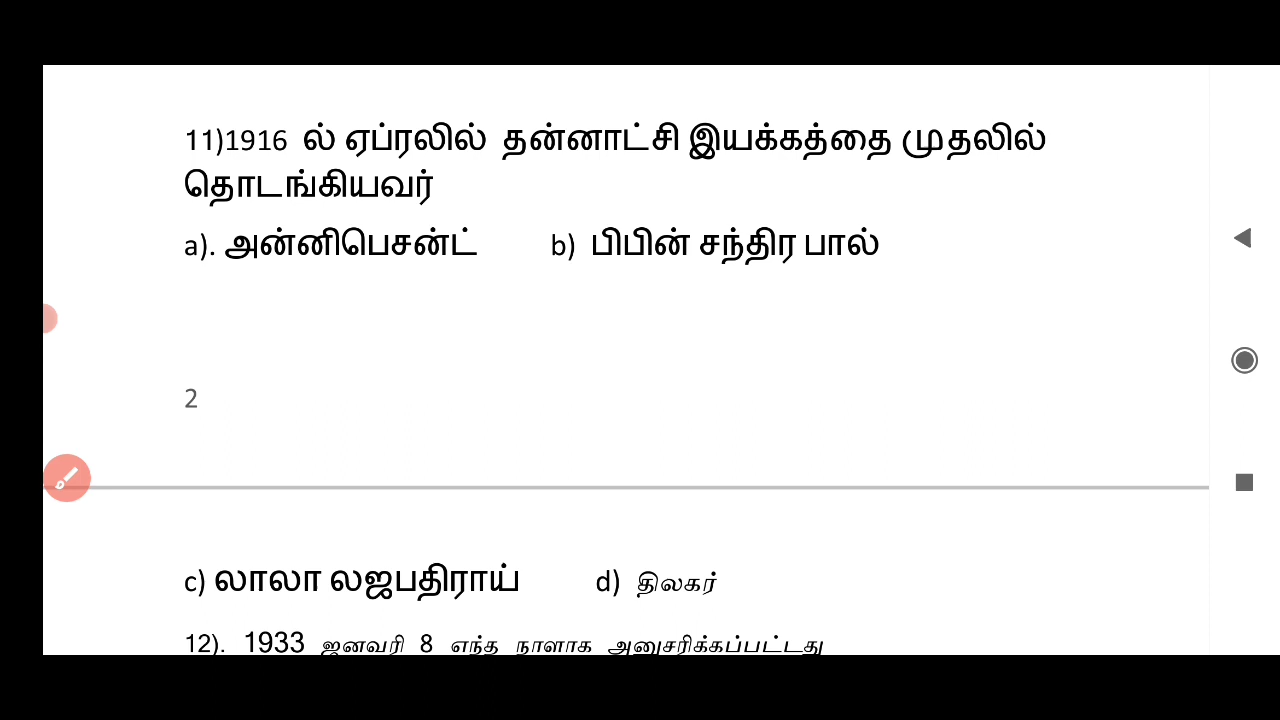 11)1916 ல் ஏப்ரலில் தன்னாட்சி இயக்கத்தை முதலில்
தொடங்கியவர்
a). அன்னிபெசன்ட் b) பிபின் சந்திர பால்
2
c) லாலா லஜபதிராய் d) திலகர்
12). 1933 ஜனவரி 8 எந்த நாளாக அனுசரிக்கப்பட்டது